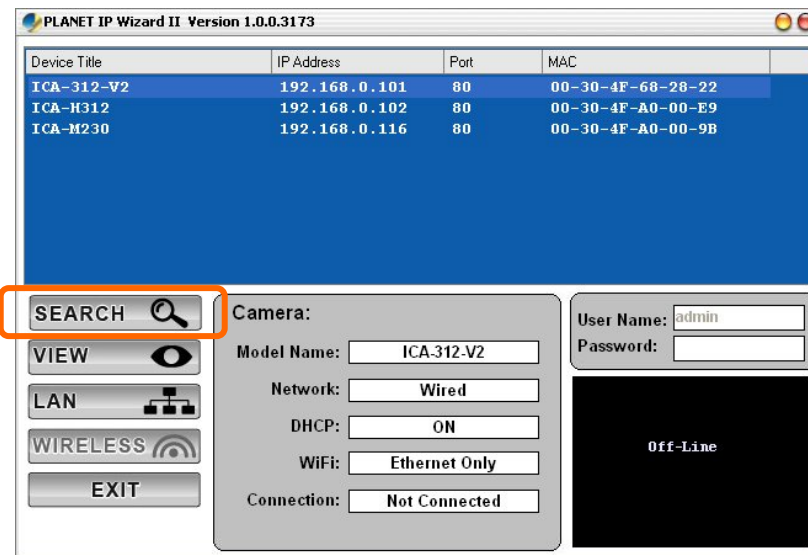 PLANET IP Wizard II Version 1.0.0.3173
Device Title IP Address Port MAC
ICA-312-V2 192.168.0.101 80 00-30-4F-68-28-22
ICA-H312 192.168.0.102 80 00-30-4F-A0-00-E9
ICA-M230 192.168.0.116 80 00-30-4F-A0-00-9B
SEARCH
VIEW
LAN
WIRELESS
EXIT
Camera:
Model Name: ICA-312-V2
Network: Wired
DHCP: ON
WiFi: Ethernet Only
Connection: Not Connected
User Name: admin
Password:
Off-Line